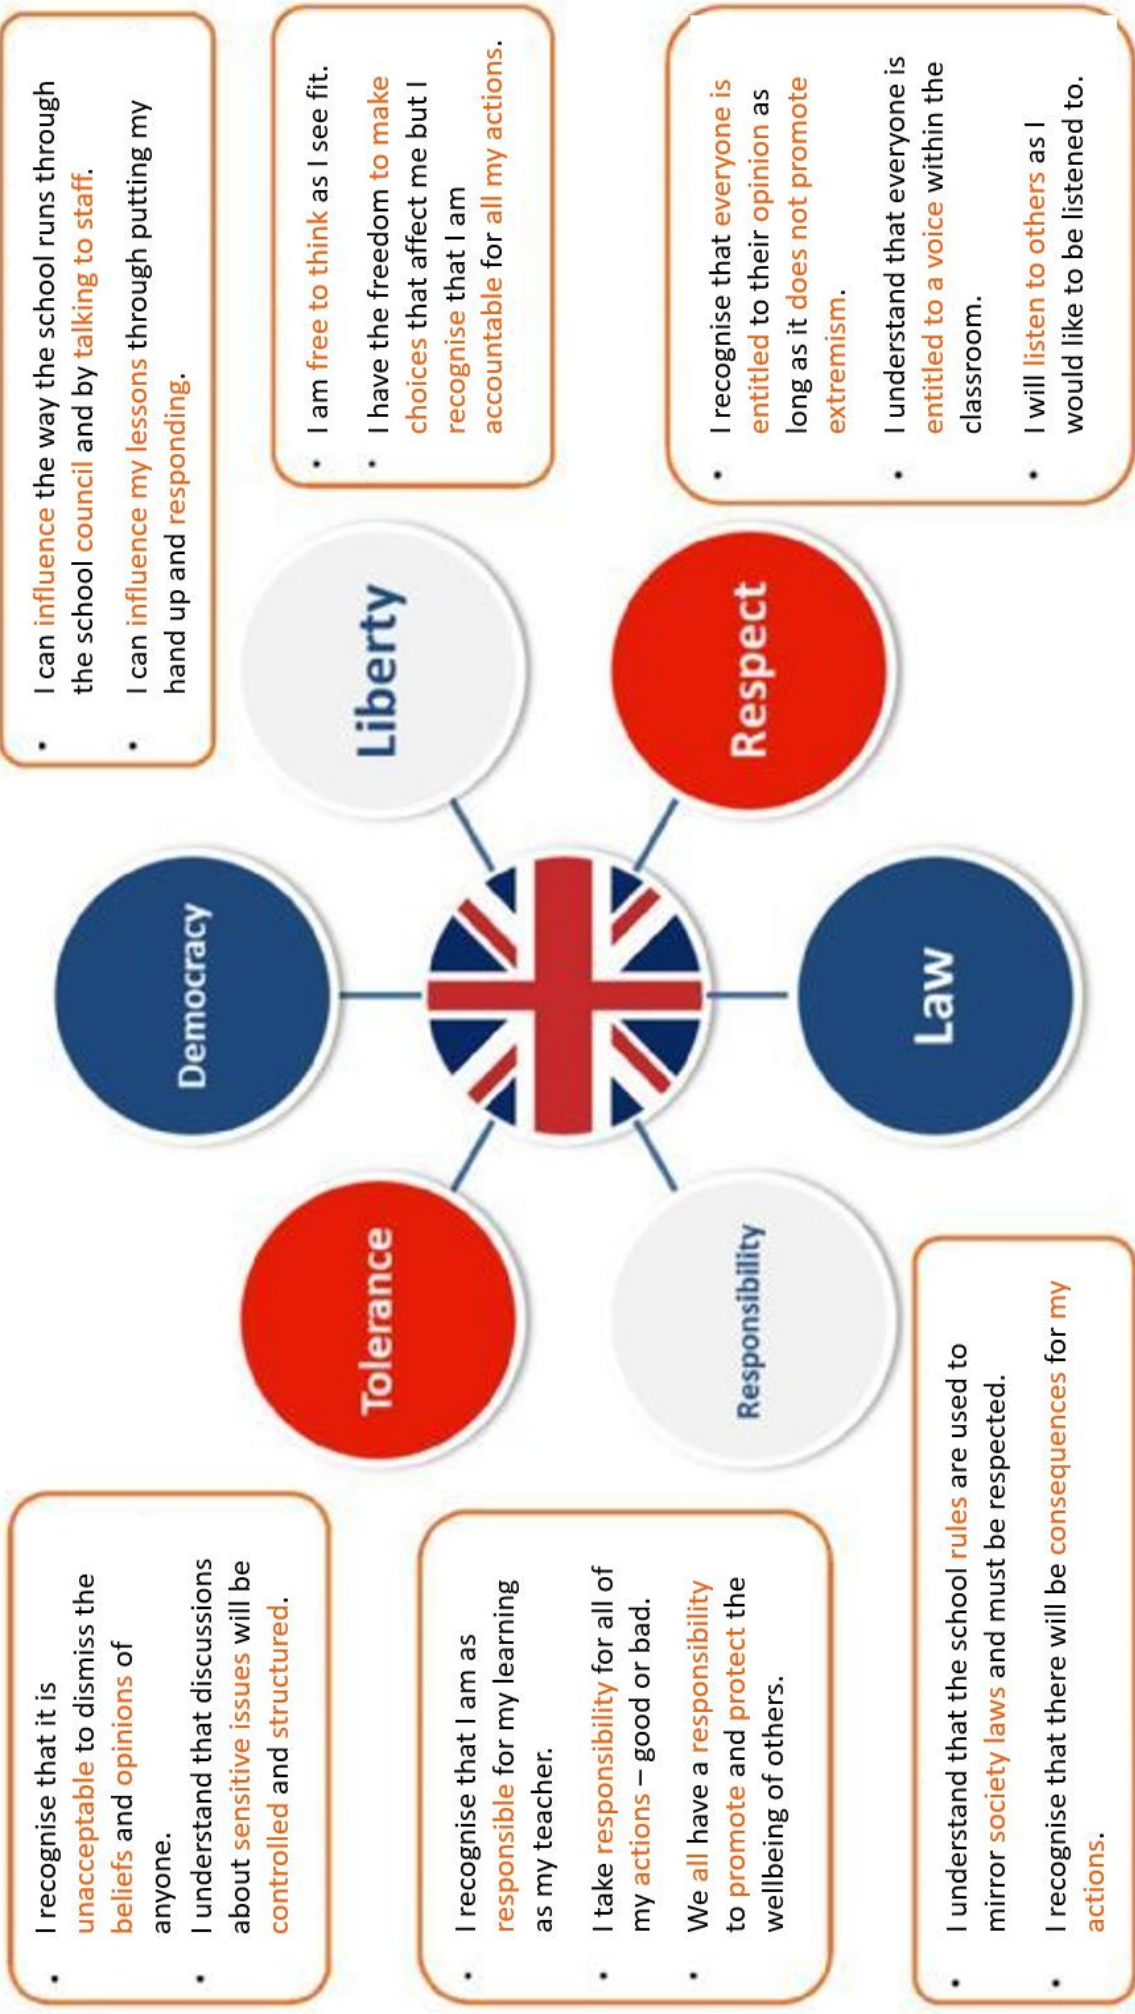 Democracy
• I can influence the way the school runs through
the school council and by talking to staff.
• I can influence my lessons through putting my
hand up and responding.
Liberty
• I am free to think as I see fit.
• I have the freedom to make
choices that affect me but I
recognise that I am
accountable for all my actions.
Respect
• I recognise that everyone is
entitled to their opinion as
long as it does not promote
extremism.
• I understand that everyone is
entitled to a voice within the
classroom.
• I will listen to others as I
would like to be listened to.
Law
• I understand that the school rules are used to
mirror society laws and must be respected.
• I recognise that there will be consequences for my
actions.
Responsibility
• I recognise that I am as
responsible for my learning
as my teacher.
• I take responsibility for all of
my actions – good or bad.
• We all have a responsibility
to promote and protect the
wellbeing of others.
Tolerance
• I recognise that it is
unacceptable to dismiss the
beliefs and opinions of
anyone.
• I understand that discussions
about sensitive issues will be
controlled and structured.